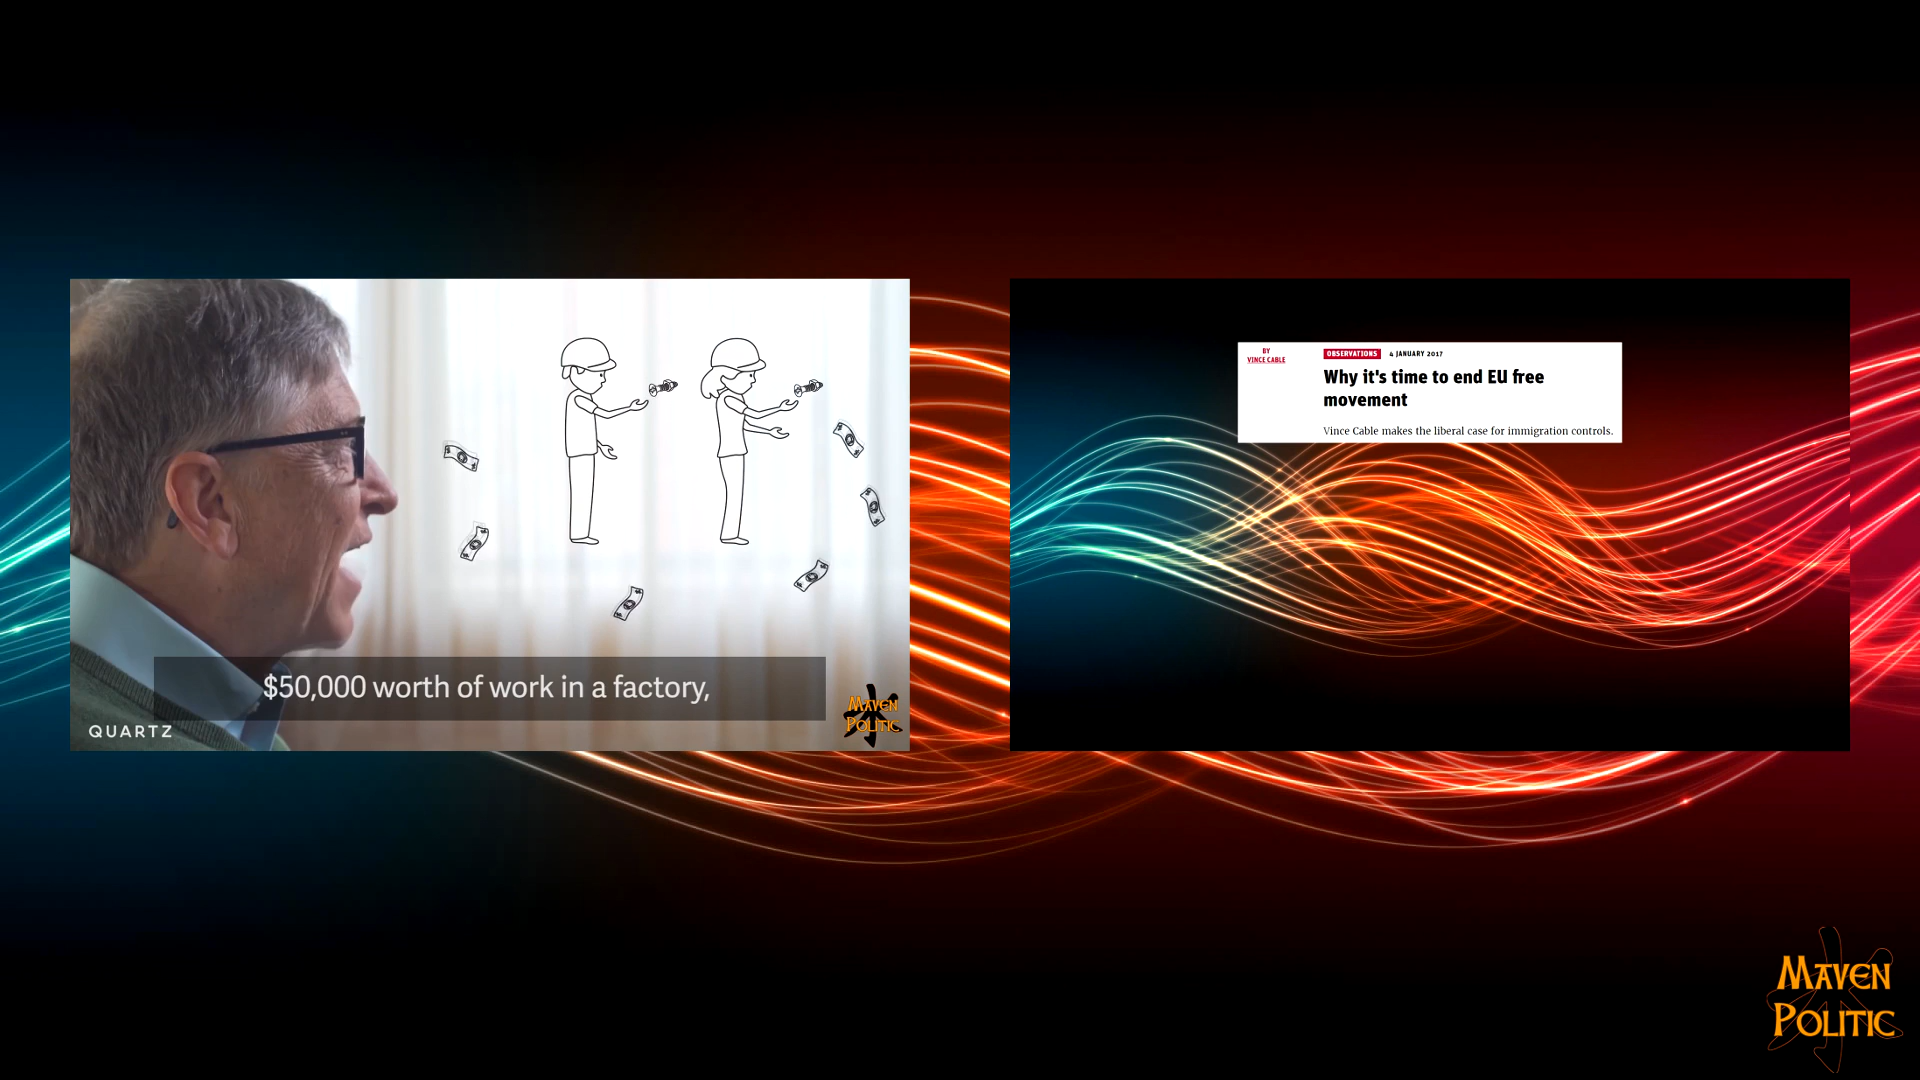 $50,000 worth of work in a factory,
QUARTZ
MAVEN
POLITIC
BY
VINCE CABLE
OBSERVATIONS 4 JANUARY 2017
Why it's time to end EU free
movement
Vince Cable makes the liberal case for immigration controls.
MAVEN
POLITIC